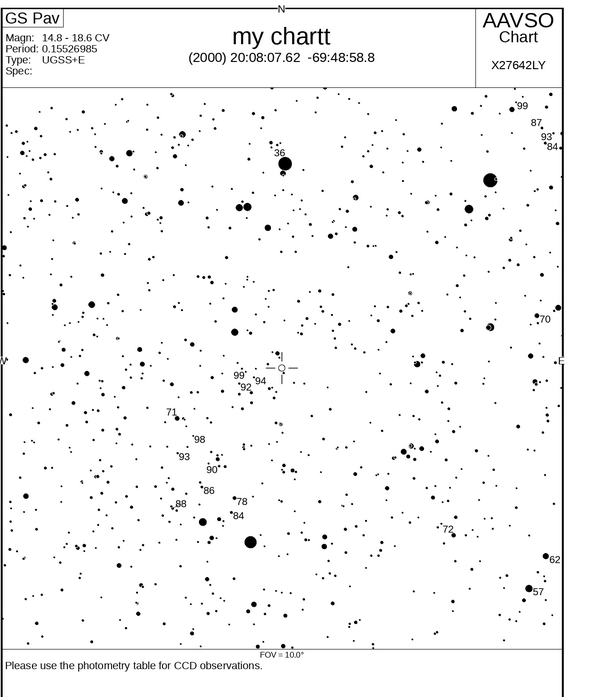 GS Pav
Magn: 14.8 - 18.6 CV
Period: 0.15526985
Type: UGSS+E
Spec:
N
my chartt
(2000) 20:08:07.62 -69:48:58.8
AAVSO
Chart
X27642LY
99
87
93
84
36
70
W
E
99
94
92
71
98
93
90
86
88
78
84
72
62
57
FOV = 10.0°
Please use the photometry table for CCD observations.